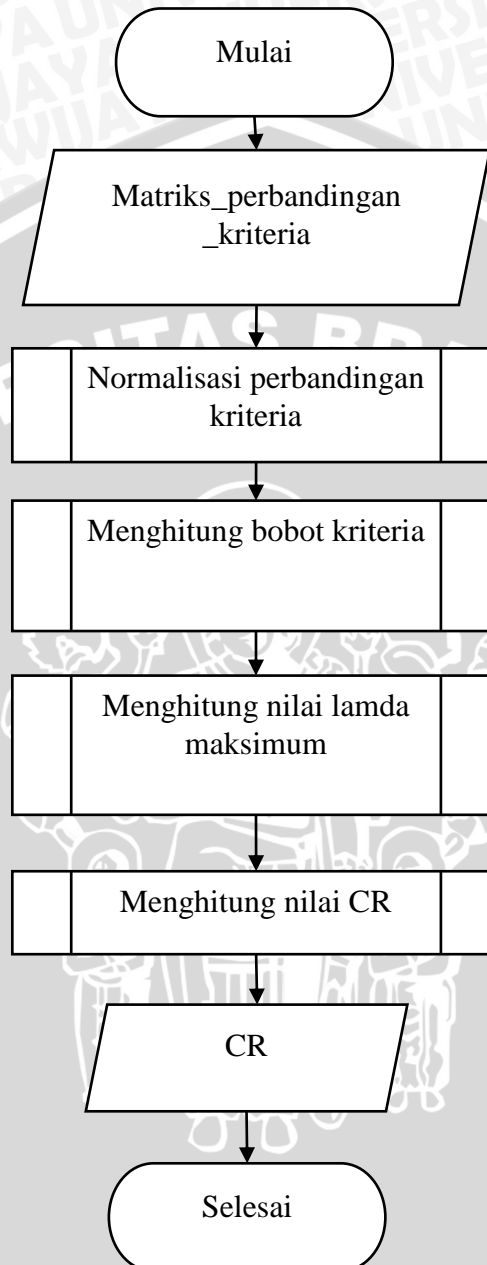 Mulai
Matriks_perbandingan
_kriteria
Normalisasi perbandingan
kriteria
Menghitung bobot kriteria
Menghitung nilai lamda
maksimum
Menghitung nilai CR
CR
Selesai